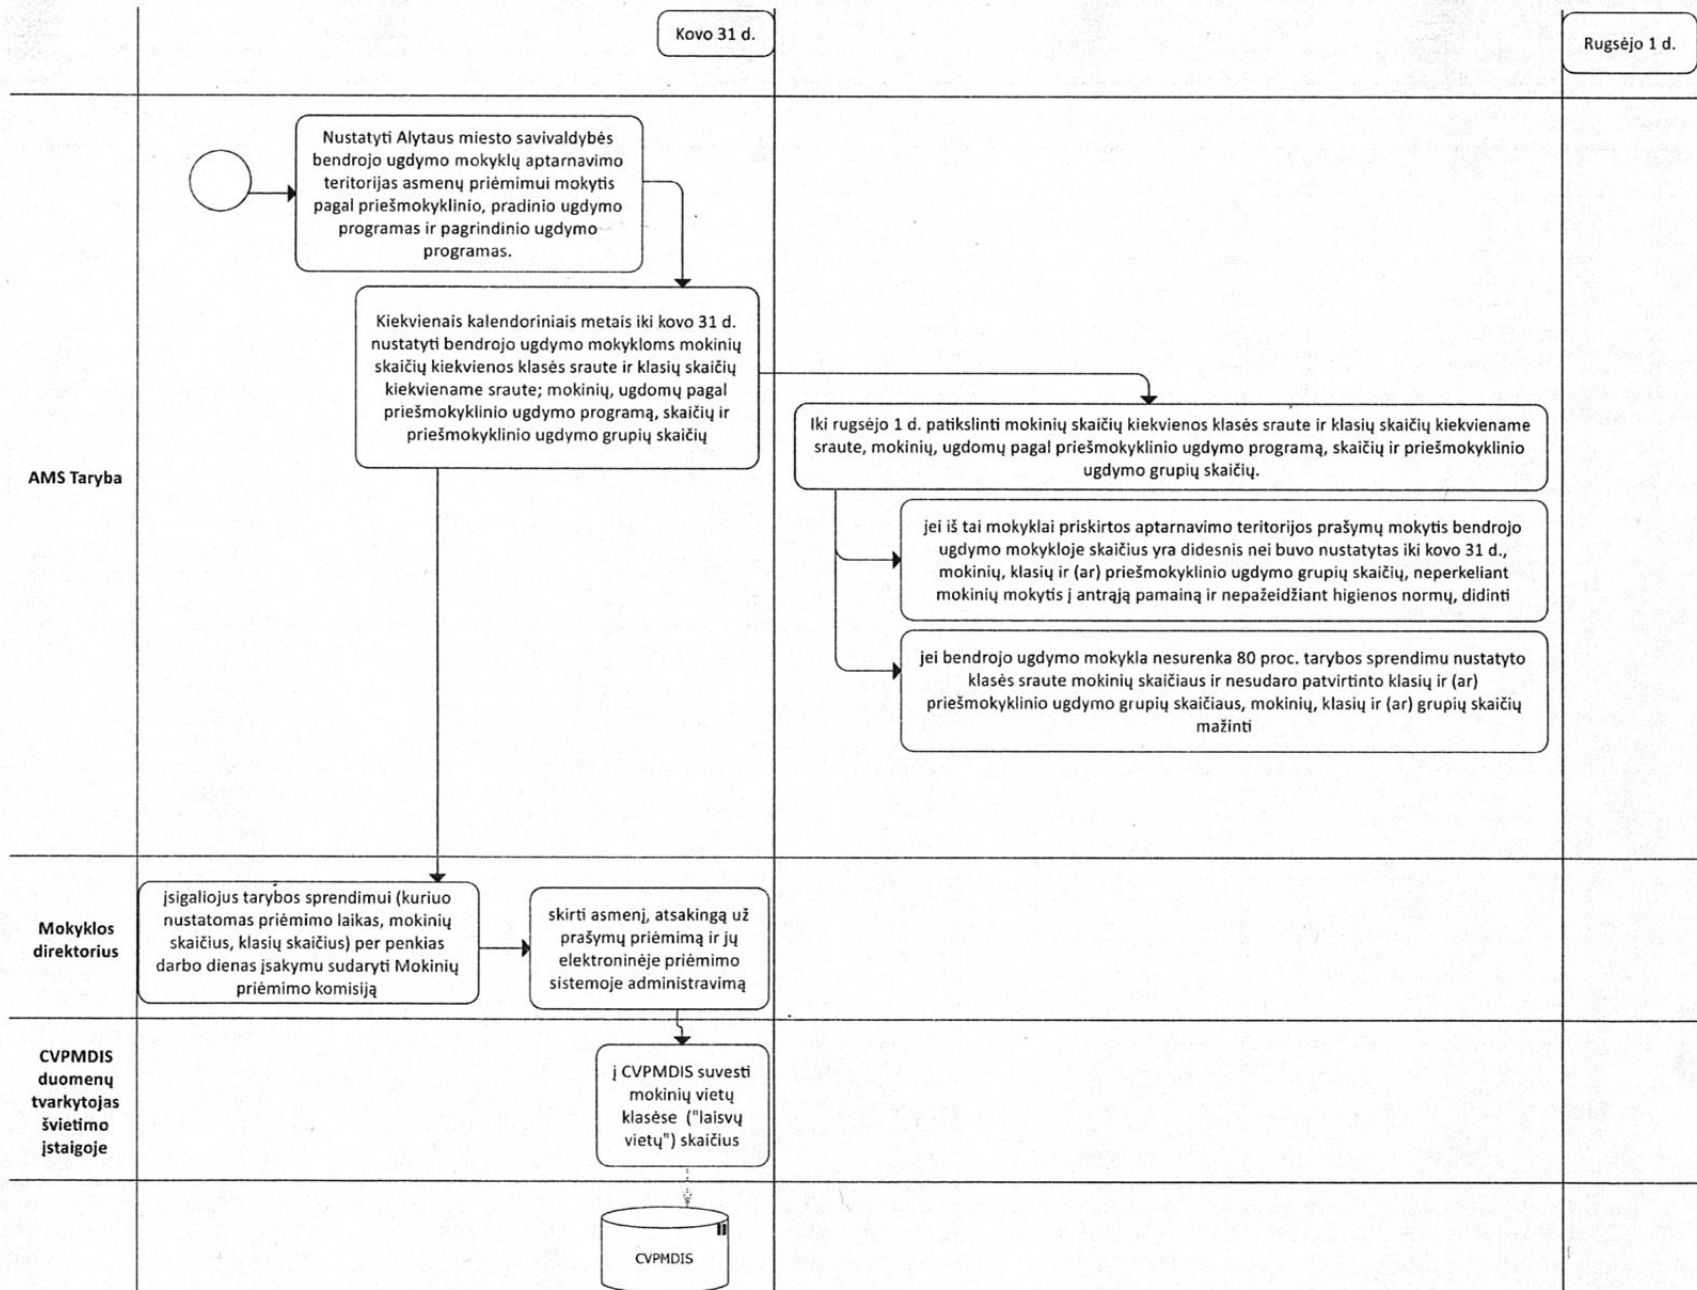 Kovo 31 d.
Rugsėjo 1 d.
AMS Taryba
Nustatyti Alytaus miesto savivaldybės
bendrojo ugdymo mokyklų aptarnavimo
teritorijas asmenų priėmimui mokytis
pagal priešmokyklinio, pradinio ugdymo
programas ir pagrindinio ugdymo
programas.
Kiekvienais kalendoriniais metais iki kovo 31 d.
nustatyti bendrojo ugdymo mokykloms mokinių
skaičių kiekvienos klasės sraute ir klasių skaičių
kiekviename sraute; mokinių, ugdomų pagal
priešmokyklinio ugdymo programą, skaičių ir
priešmokyklinio ugdymo grupių skaičių
Iki rugsėjo 1 d. patikslinti mokinių skaičių kiekvienos klasės sraute ir klasių skaičių kiekviename
sraute, mokinių, ugdomų pagal priešmokyklinio ugdymo programą, skaičių ir priešmokyklinio
ugdymo grupių skaičių.
jei iš tai mokyklai priskirtos aptarnavimo teritorijos prašymų mokytis bendrojo
ugdymo mokykloje skaičius yra didesnis nei buvo nustatytas iki kovo 31 d.,
mokinių, klasių ir (ar) priešmokyklinio ugdymo grupių skaičių, neperkeliant
mokinių mokytis į antrąją pamainą ir nepažeidžiant higienos normų, didinti
jei bendrojo ugdymo mokykla nesurenka 80 proc. tarybos sprendimu nustatyto
klasės sraute mokinių skaičiaus ir nesudaro patvirtinto klasių ir (ar)
priešmokyklinio ugdymo grupių skaičiaus, mokinių, klasių ir (ar) grupių skaičių
mažinti
Mokyklos
direktorius
įsigaliojus tarybos sprendimui (kuriuo
nustatomas priėmimo laikas, mokinių
skaičius, klasių skaičius) per penkias
darbo dienas įsakymu sudaryti Mokinių
priėmimo komisiją
skirti asmenį, atsakingą už
prašymų priėmimą ir jų
elektroninėje priėmimo
sistemoje administravimą
CVPMDIS
duomenų
tvarkytojas
švietimo
įstaigoje
į CVPMDIS suvesti
mokinių vietų
klasėse ("laisvų
vietų") skaičius
CVPMDIS